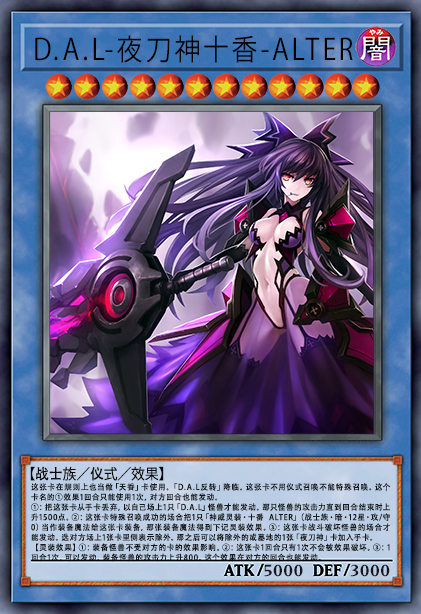 D.A.L-夜刀神十香-ALTER
やみ
闇
【战士族／仪式／效果】
这张卡在规则上也当做「天香」卡使用。「D.A.L反转」降临。这张卡不用仪式召唤不能特殊召唤。这个
卡名的①效果1回合只能使用1次，对方回合也能发动。
①：把这张卡从手卡丢弃，以自己场上1只「D.A.L」怪兽才能发动。那只怪兽的攻击力直到回合结束时上
升1500点。②：这张卡特殊召唤成功的场合把1只「神威灵装·十番 ALTER」(战士族·暗·12星·攻/守
0) 当作装备魔法给这张卡装备，那张装备魔法得到下记灵装效果。③：这张卡战斗破坏怪兽的场合才
能发动，选对方场上1张卡里侧表示除外，那之后可以将除外的或墓地的1张「夜刀神」卡加入手卡。
【灵装效果】①：装备怪兽不受对方的卡的效果影响。②：这张卡1回合只有1次不会被效果破坏。③：1
回合1次，可以发动，装备怪兽的攻击力上升800，这个效果在对方的回合也能发动。
ATK/5000 DEF/3000